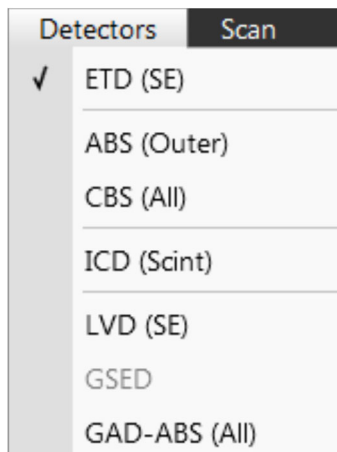 Detectors Scan
√ ETD (SE)
ABS (Outer)
CBS (All)
ICD (Scint)
LVD (SE)
GSED
GAD-ABS (All)